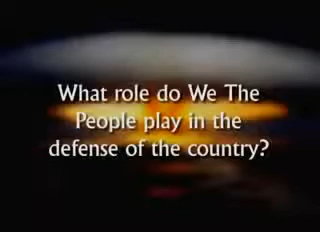 What role do We The
People play in the
defense of the country?